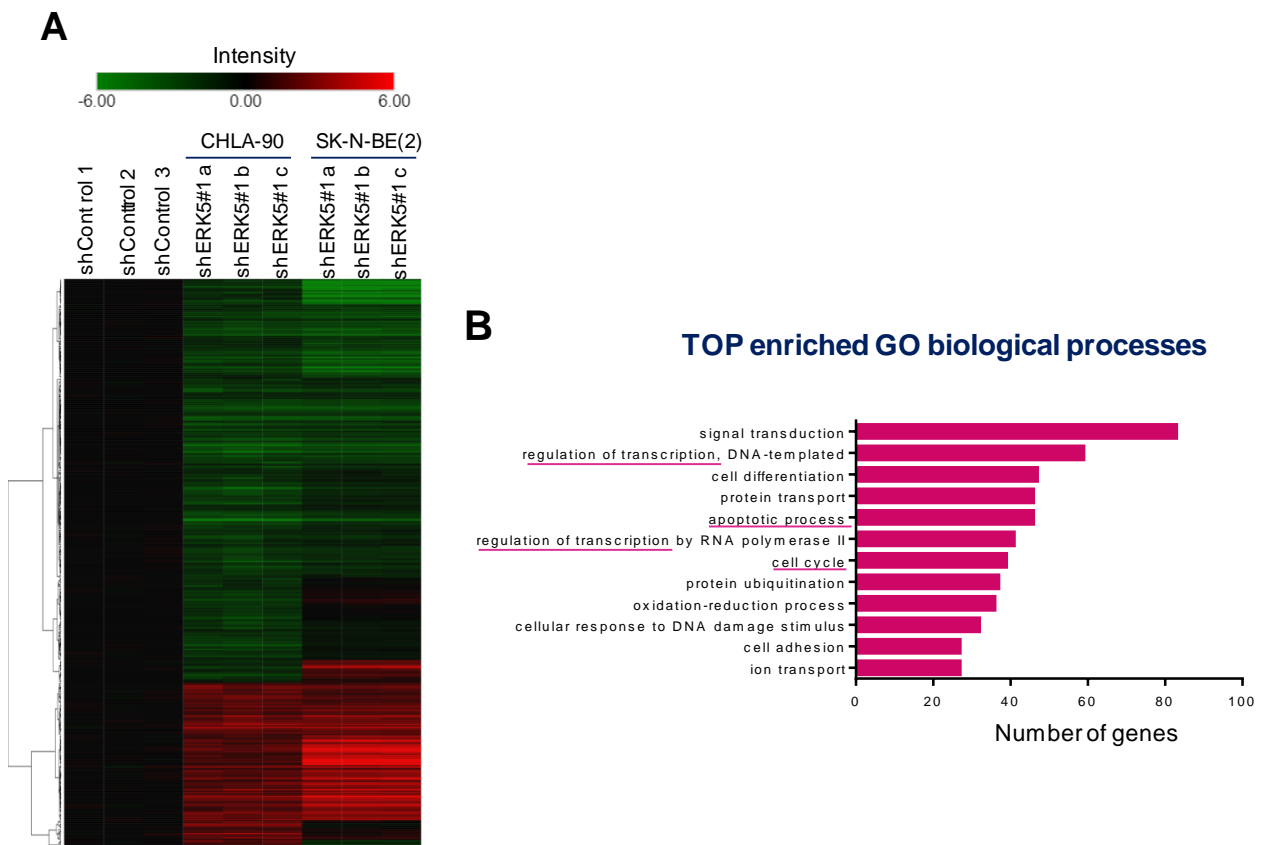 A
Intensity
-6.00 0.00 6.00
CHLA-90 SK-N-BE(2)
shControl 1
shControl 2
shControl 3
shERK5#1 a
shERK5#1 b
shERK5#1 c
shERK5#1 a
shERK5#1 b
shERK5#1 c
B
TOP enriched GO biological processes
signal transduction
regulation of transcription, DNA-templated
cell differentiation
protein transport
apoptotic process
regulation of transcription by RNA polymerase II
cell cycle
protein ubiquitination
oxidation-reduction process
cellular response to DNA damage stimulus
cell adhesion
ion transport
0 20 40 60 80 100
Number of genes